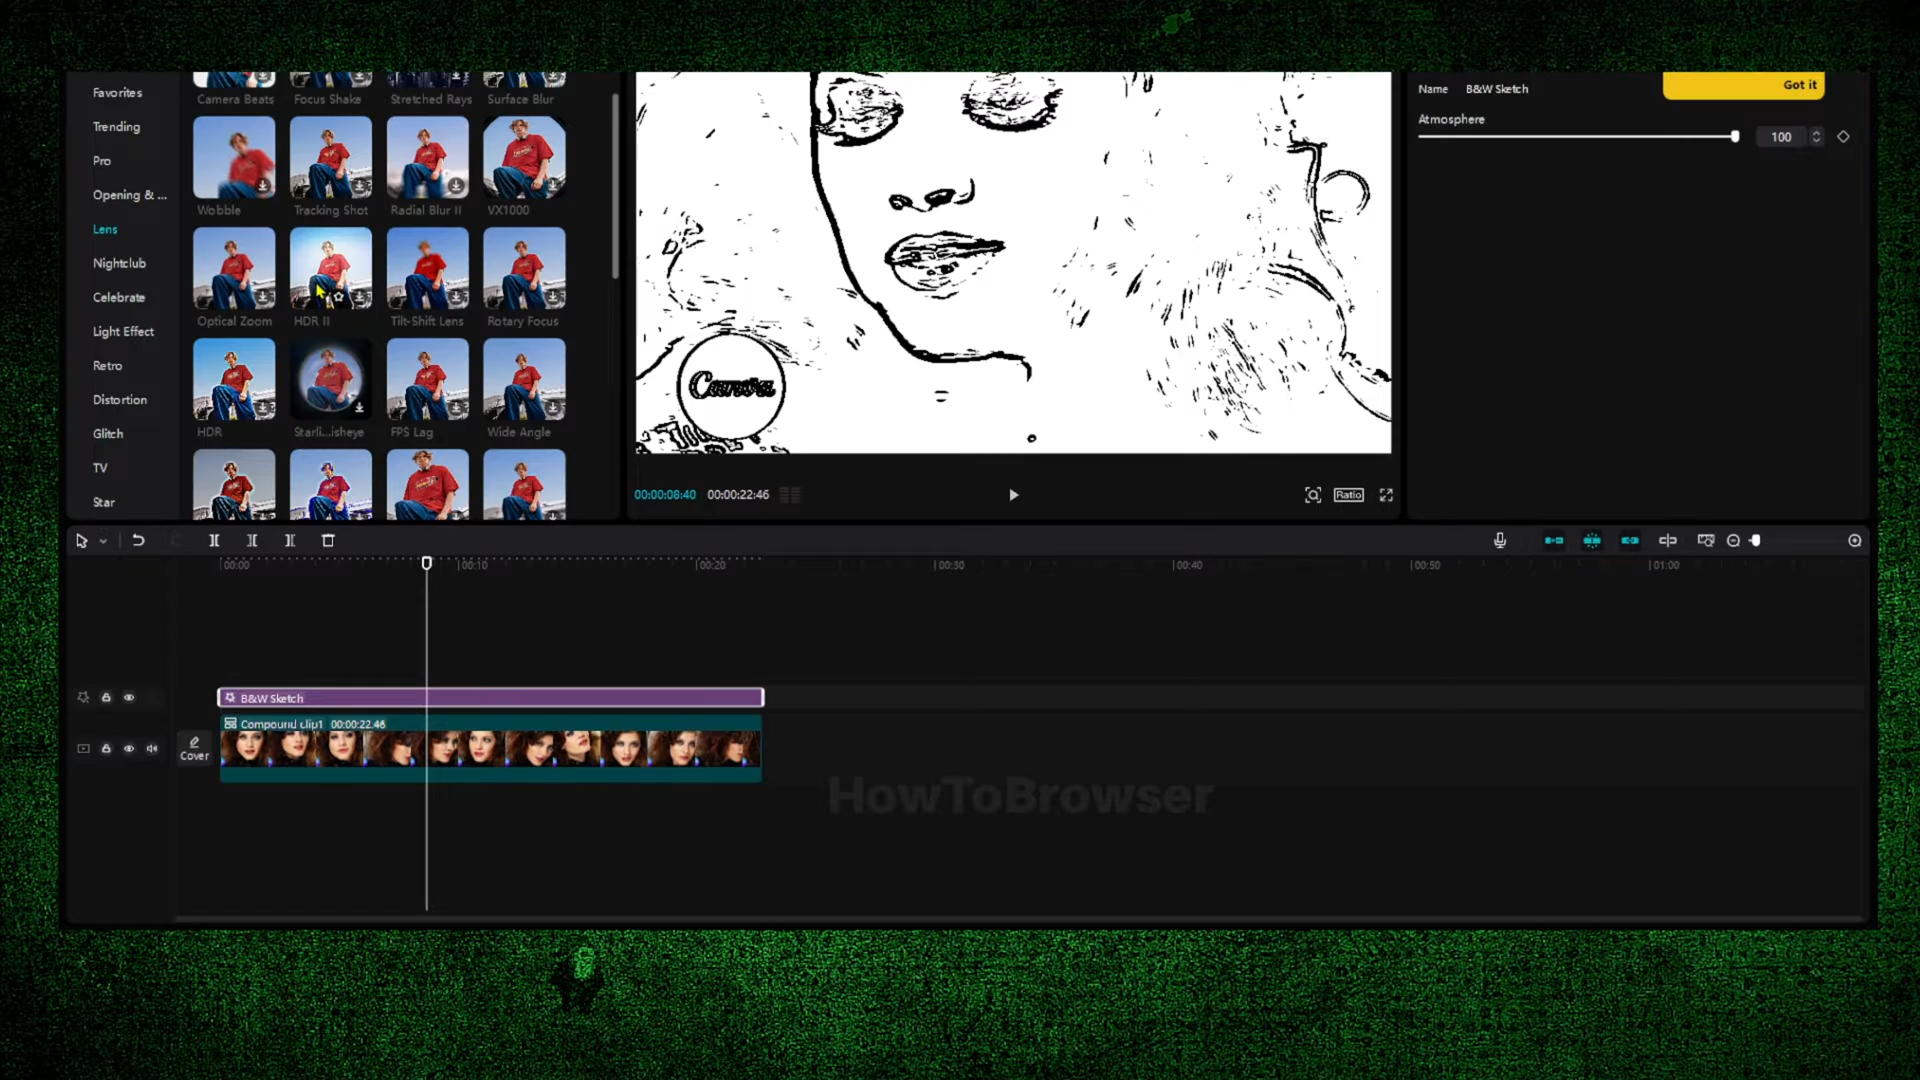 Favorites
Trending
Pro
Opening & ...
Lens
Nightclub
Celebrate
Light Effect
Retro
Distortion
Glitch
TV
Star
Camera Beats
Focus Shake
Stretched Rays
Surface Blur
Wobble
Tracking Shot
Radial Blur II
VX1000
Optical Zoom
HDR II
Tilt-Shift Lens
Rotary Focus
HDR
Starli...isheye
FPS Lag
Wide Angle
00:00:08:40
00:00:22:46
Ratio
Name
B&W Sketch
Got it
Atmosphere
100
00:00
00:10
00:20
00:30
00:40
00:50
01:00
B&W Sketch
Compound clip1 00:00:22:46
Cover
HowToBrowser